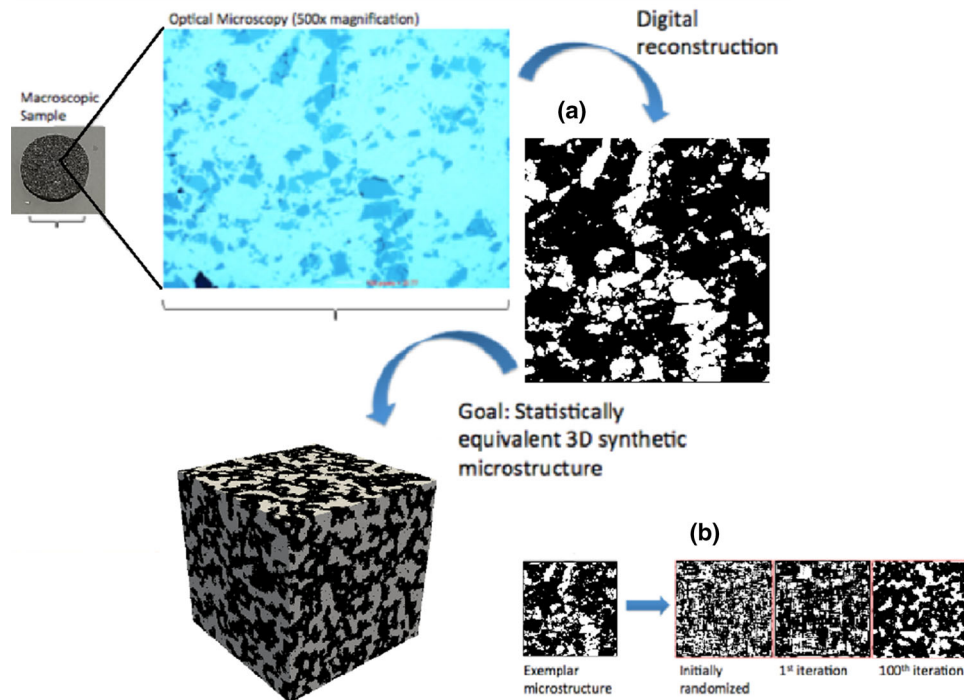 Optical Microscopy (500x magnification)
Digital
reconstruction
Macroscopic
Sample
(a)
Goal: Statistically
equivalent 3D synthetic
microstructure
(b)
Exemplar
microstructure
Initially
randomized
1st iteration
100th iteration